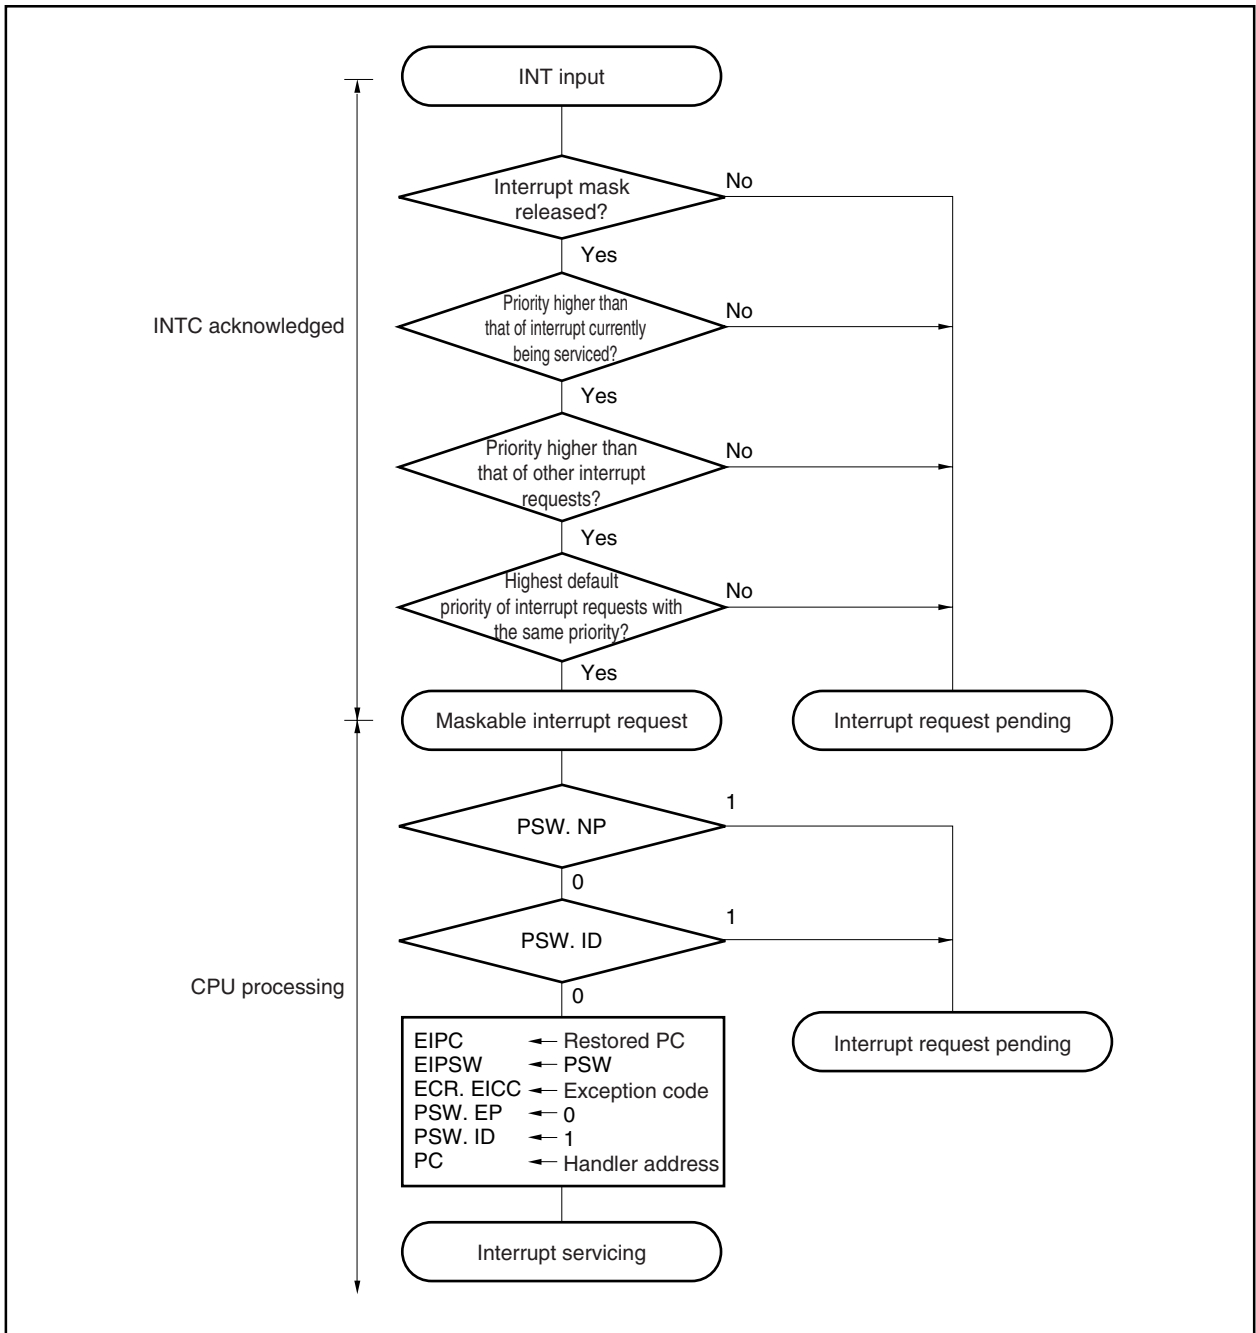 INT input
Interrupt mask
released?
No
Yes
Priority higher than
that of interrupt currently
being serviced?
No
INTC acknowledged
Yes
Priority higher than
that of other interrupt
requests?
No
Yes
Highest default
priority of interrupt requests with
the same priority?
No
Yes
Maskable interrupt request
Interrupt request pending
PSW. NP
1
0
PSW. ID
1
CPU processing
0
EIPC ← Restored PC
EIPSW ← PSW
ECR. EICC ← Exception code
PSW. EP ← 0
PSW. ID ← 1
PC ← Handler address
Interrupt request pending
Interrupt servicing